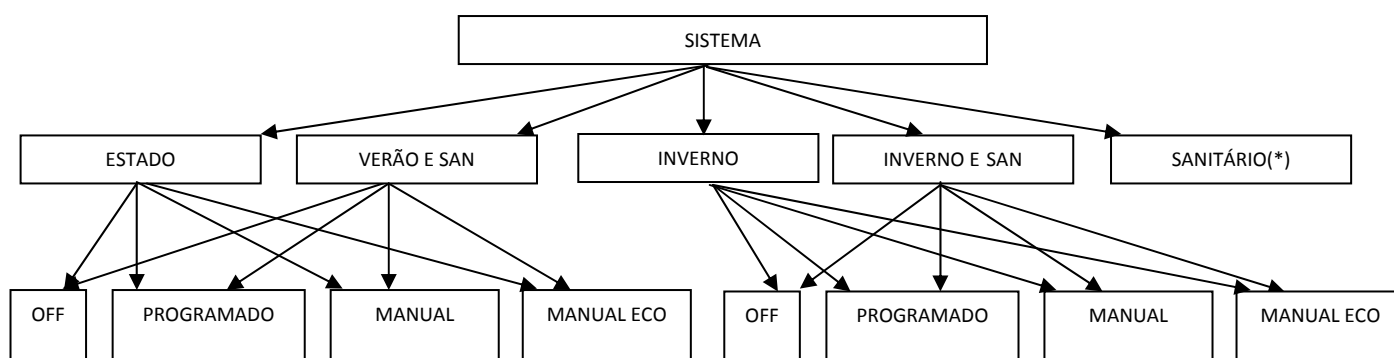 SISTEMA
ESTADO
VERÃO E SAN
INVERNO
INVERNO E SAN
SANITÁRIO(*)
OFF
PROGRAMADO
MANUAL
MANUAL ECO
OFF
PROGRAMADO
MANUAL
MANUAL ECO